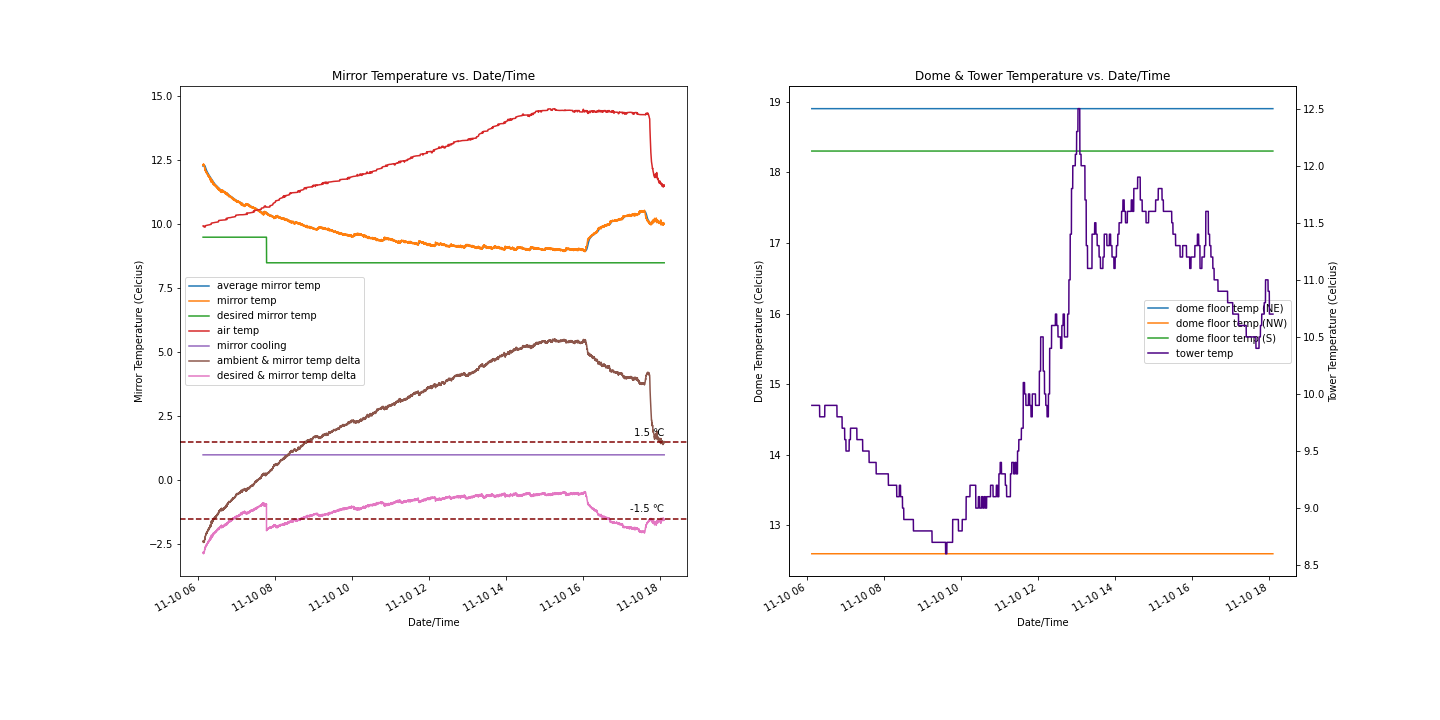 Mirror Temperature vs. Date/Time
Mirror Temperature (Celcius)
15.0
12.5
10.0
7.5
5.0
2.5
0.0
−2.5
average mirror temp
mirror temp
desired mirror temp
air temp
mirror cooling
ambient & mirror temp delta
desired & mirror temp delta
1.5 °C
-1.5 °C
11-10 06
11-10 08
11-10 10
11-10 12
11-10 14
11-10 16
11-10 18
Date/Time
Dome & Tower Temperature vs. Date/Time
Dome Temperature (Celcius)
19
18
17
16
15
14
13
dome floor temp (NE)
dome floor temp (NW)
dome floor temp (S)
tower temp
12.5
12.0
11.5
11.0
10.5
10.0
9.5
9.0
8.5
Tower Temperature (Celcius)
11-10 06
11-10 08
11-10 10
11-10 12
11-10 14
11-10 16
11-10 18
Date/Time